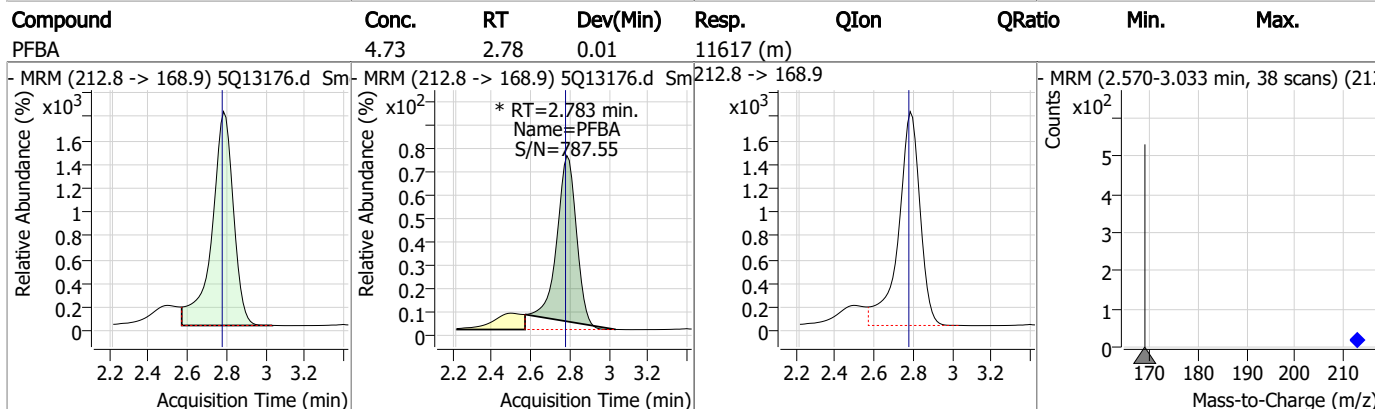 Compound Conc. RT Dev(Min) Resp. QIon QRatio Min. Max.
PFBA 4.73 2.78 0.01 11617 (m)
- MRM (212.8 -> 168.9) 5Q13176.d Sm
Relative Abundance (%)
x10³
1.6
1.4
1.2
1
0.8
0.6
0.4
0.2
0
2.2 2.4 2.6 2.8 3 3.2
Acquisition Time (min)
- MRM (212.8 -> 168.9) 5Q13176.d Sm
Relative Abundance (%)
x10²
* RT=2.783 min.
Name=PFBA
S/N=787.55
0.8
0.7
0.6
0.5
0.4
0.3
0.2
0.1
0
2.2 2.4 2.6 2.8 3 3.2
Acquisition Time (min)
212.8 -> 168.9
x10³
1.6
1.4
1.2
1
0.8
0.6
0.4
0.2
0
2.2 2.4 2.6 2.8 3 3.2
Acquisition Time (min)
- MRM (2.570-3.033 min, 38 scans) (212
Counts
x10²
5
4
3
2
1
0
170 180 190 200 210
Mass-to-Charge (m/z)